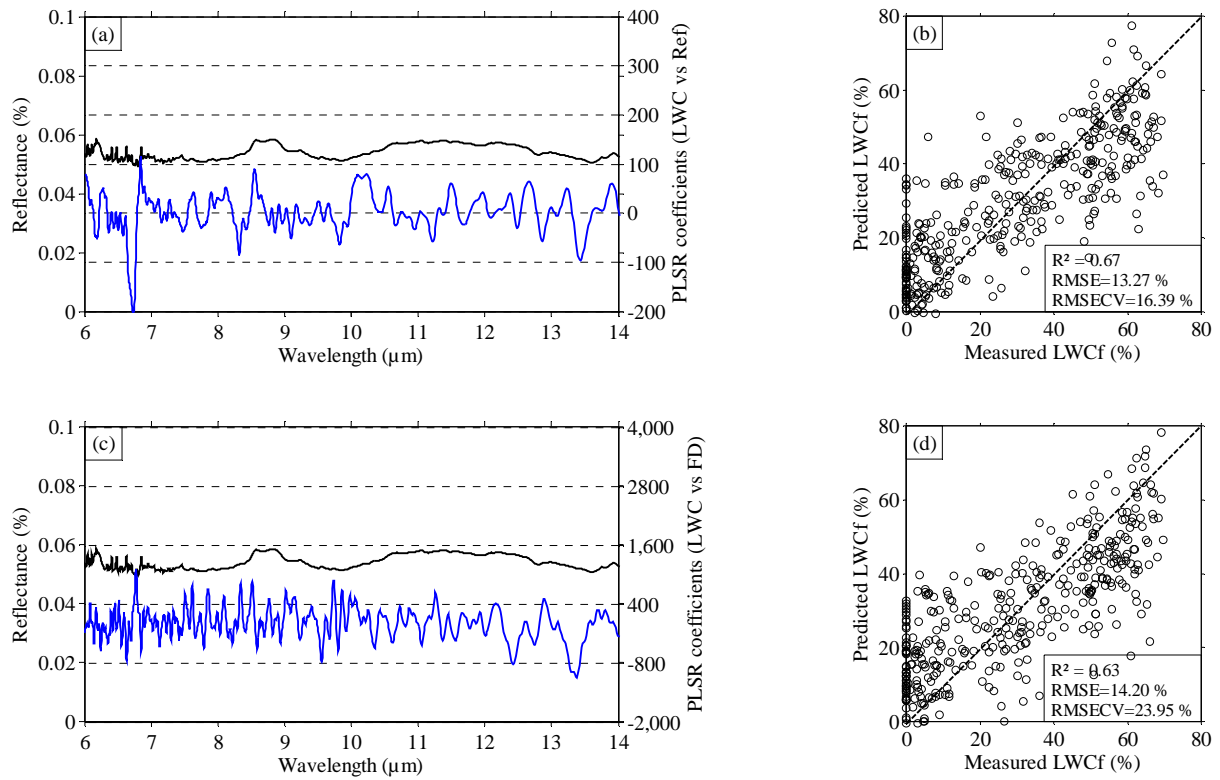 (a)
0.1
0.08
0.06
0.04
0.02
0
Reflectance (%)
400
300
200
100
0
-100
-200
PLSR coefficients (LWC vs Ref)
6 7 8 9 10 11 12 13 14
Wavelength (µm)
(b)
80
60
40
20
0
Predicted LWCf (%)
R² = 0.67
RMSE=13.27 %
RMSECV=16.39 %
0 20 40 60 80
Measured LWCf (%)
(c)
0.1
0.08
0.06
0.04
0.02
0
Reflectance (%)
4,000
2800
1,600
400
-800
-2,000
PLSR coefficients (LWC vs FD)
6 7 8 9 10 11 12 13 14
Wavelength (µm)
(d)
80
60
40
20
0
Predicted LWCf (%)
R² = 0.63
RMSE=14.20 %
RMSECV=23.95 %
0 20 40 60 80
Measured LWCf (%)